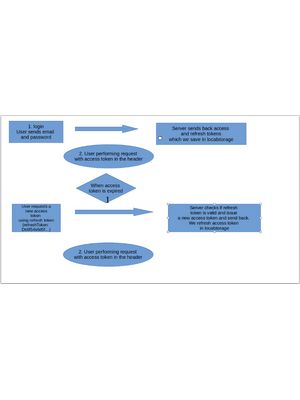 1. login
User sends email
and password
Server sends back access
and refresh tokens
which we save in localstorage
2. User performing request
with access token in the header
When access
token is expired
User requests a
new access
token
using refresh token
Server checks if refresh
token is valid and issue
a new access token and send back.
We refresh access token
in localStorage
2. User performing request
with access token in the header